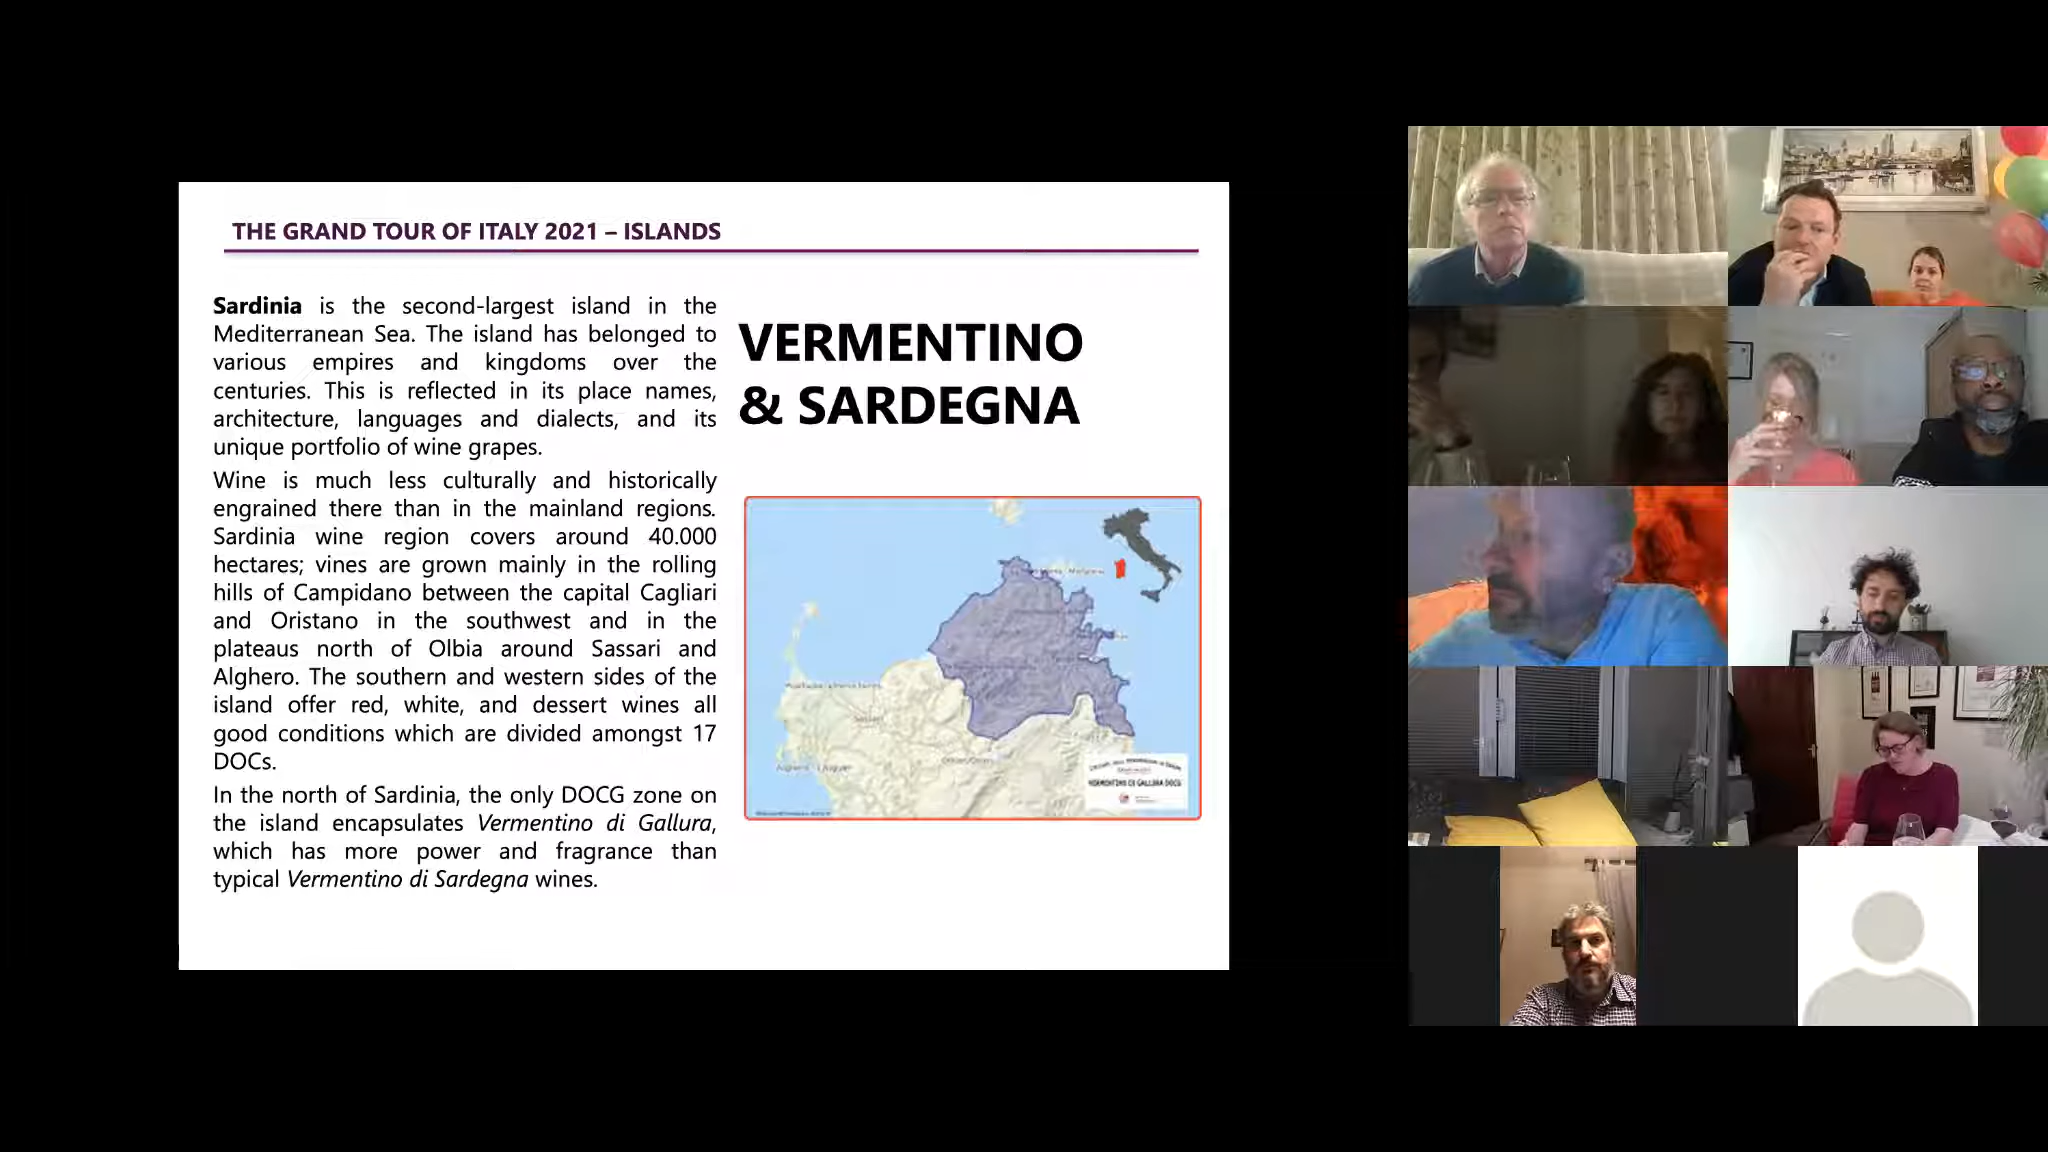 THE GRAND TOUR OF ITALY 2021 – ISLANDS
Sardinia is the second-largest island in the
Mediterranean Sea. The island has belonged to
various empires and kingdoms over the
centuries. This is reflected in its place names,
architecture, languages and dialects, and its
unique portfolio of wine grapes.
Wine is much less culturally and historically
engrained there than in the mainland regions.
Sardinia wine region covers around 40.000
hectares; vines are grown mainly in the rolling
hills of Campidano between the capital Cagliari
and Oristano in the southwest and in the
plateaus north of Olbia around Sassari and
Alghero. The southern and western sides of the
island offer red, white, and dessert wines all
good conditions which are divided amongst 17
DOCs.
In the north of Sardinia, the only DOCG zone on
the island encapsulates Vermentino di Gallura,
which has more power and fragrance than
typical Vermentino di Sardegna wines.
VERMENTINO
& SARDEGNA
Sassari
VERMENTINO DI GALLURA DOCG